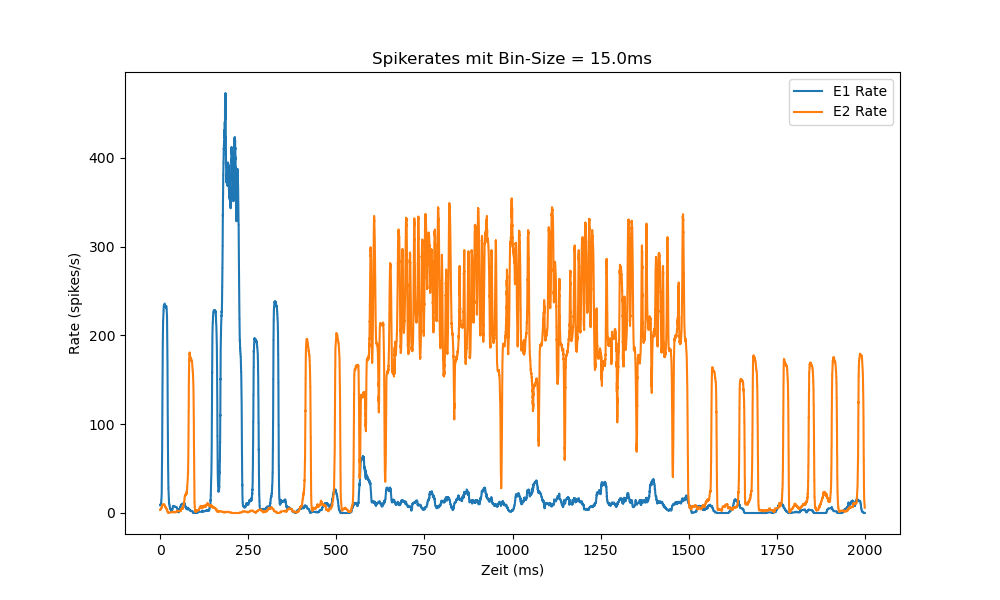 Spikerates mit Bin-Size = 15.0ms
E1 Rate
E2 Rate
Rate (spikes/s)
400
300
200
100
0
0 250 500 750 1000 1250 1500 1750 2000
Zeit (ms)